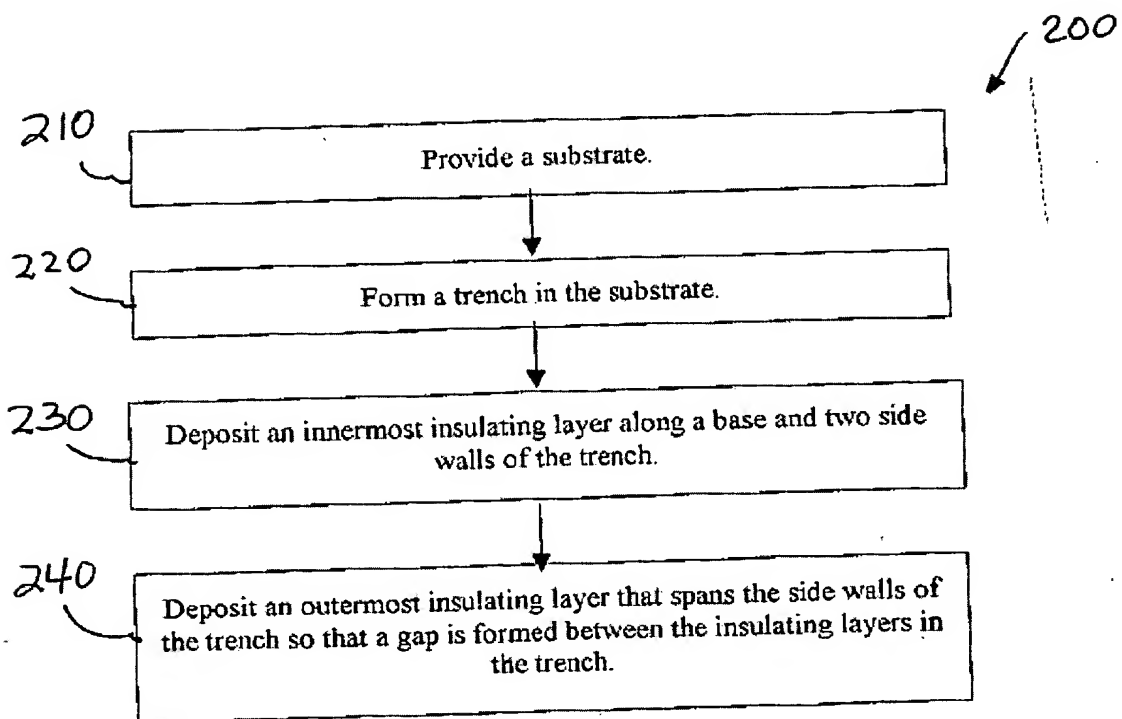 200
210
Provide a substrate.
220
Form a trench in the substrate.
230
Deposit an innermost insulating layer along a base and two side
walls of the trench.
240
Deposit an outermost insulating layer that spans the side walls of
the trench so that a gap is formed between the insulating layers in
the trench.